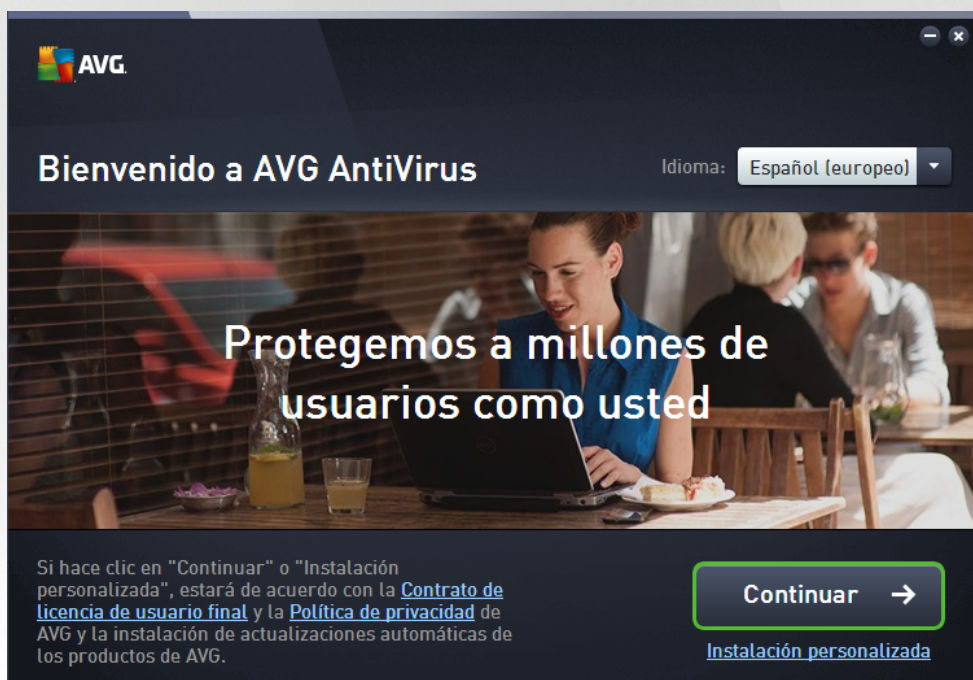 AVG.
Bienvenido a AVG AntiVirus
Idioma:
Español (europeo)
Protegemos a millones de
usuarios como usted
Si hace clic en "Continuar" o "Instalación
personalizada", estará de acuerdo con la Contrato de
licencia de usuario final y la Política de privacidad de
AVG y la instalación de actualizaciones automáticas de
los productos de AVG.
Continuar →
Instalación personalizada